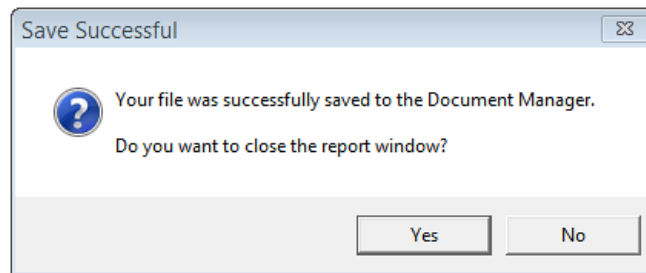 Save Successful
Your file was successfully saved to the Document Manager.
Do you want to close the report window?
Yes No